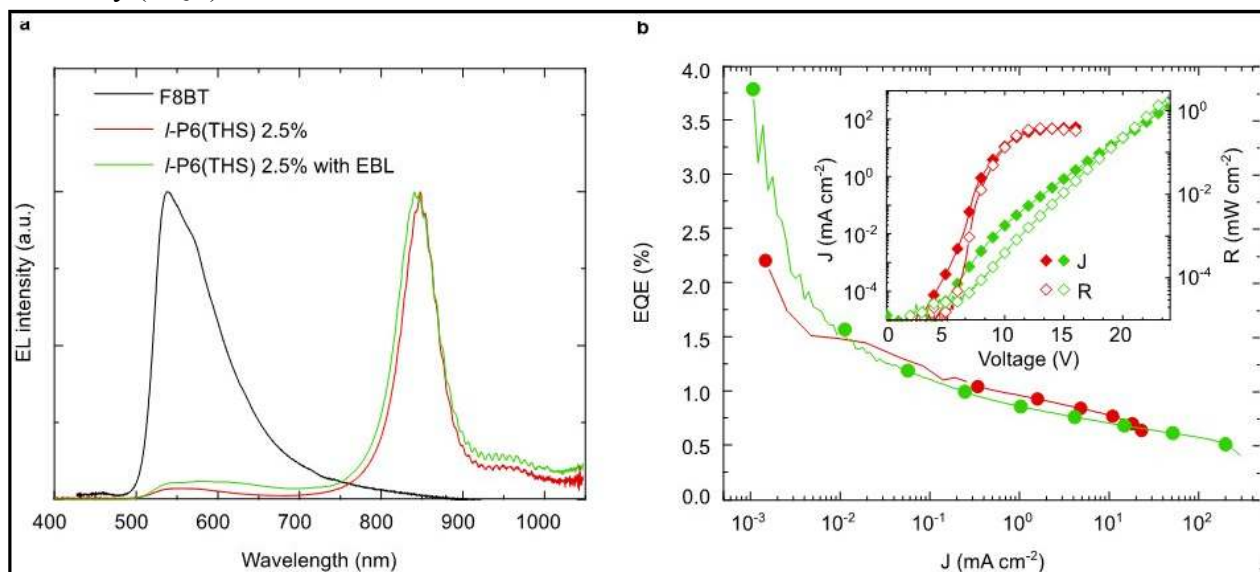 a
F8BT
l-P6(THS) 2.5%
l-P6(THS) 2.5% with EBL
EL intensity (a.u.)
400 500 600 700 800 900 1000
Wavelength (nm)
b
4.0
3.5
3.0
2.5
2.0
1.5
1.0
0.5
0.0
EQE (%)
10⁻³ 10⁻² 10⁻¹ 10⁰ 10¹ 10²
J (mA cm⁻²)
10²
10⁰
10⁻²
10⁻⁴
J (mA cm⁻²)
10⁰
10⁻²
10⁻⁴
R (mW cm⁻²)
J
R
0 5 10 15 20
Voltage (V)